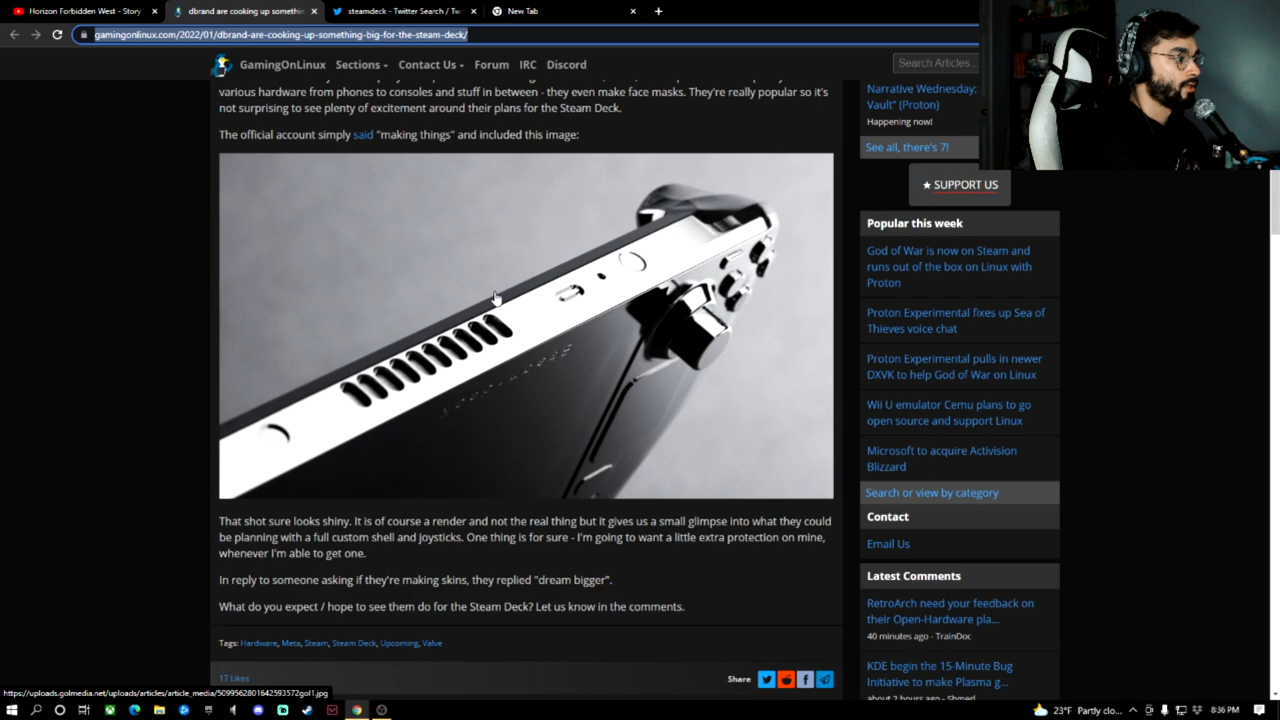 Horizon Forbidden West - Story
dbrand are cooking up somethin
steamdeck - Twitter Search / Tw
New Tab
gamingonlinux.com/2022/01/dbrand-are-cooking-up-something-big-for-the-steam-deck/
GamingOnLinux
Sections
Contact Us
Forum
IRC
Discord
Search Articles...
various hardware from phones to consoles and stuff in between - they even make face masks. They're really popular so it's
not surprising to see plenty of excitement around their plans for the Steam Deck.
The official account simply said "making things" and included this image:
Narrative Wednesday:
Vault" (Proton)
Happening now!
See all, there's 7!
★ SUPPORT US
Popular this week
God of War is now on Steam and
runs out of the box on Linux with
Proton
Proton Experimental fixes up Sea of
Thieves voice chat
Proton Experimental pulls in newer
DXVK to help God of War on Linux
Wii U emulator Cemu plans to go
open source and support Linux
Microsoft to acquire Activision
Blizzard
Search or view by category
Contact
Email Us
Latest Comments
RetroArch need your feedback on
their Open-Hardware pla...
40 minutes ago - TrainDoc
KDE begin the 15-Minute Bug
Initiative to make Plasma g...
about 2 hours ago - Shmerl
That shot sure looks shiny. It is of course a render and not the real thing but it gives us a small glimpse into what they could
be planning with a full custom shell and joysticks. One thing is for sure - I'm going to want a little extra protection on mine,
whenever I'm able to get one.
In reply to someone asking if they're making skins, they replied "dream bigger".
What do you expect / hope to see them do for the Steam Deck? Let us know in the comments.
Tags: Hardware, Meta, Steam, Steam Deck, Upcoming, Valve
17 Likes
Share
https://uploads.golmedia.net/uploads/articles/article_media/5099562801642593572gol1.jpg
23°F Partly clo...
8:36 PM